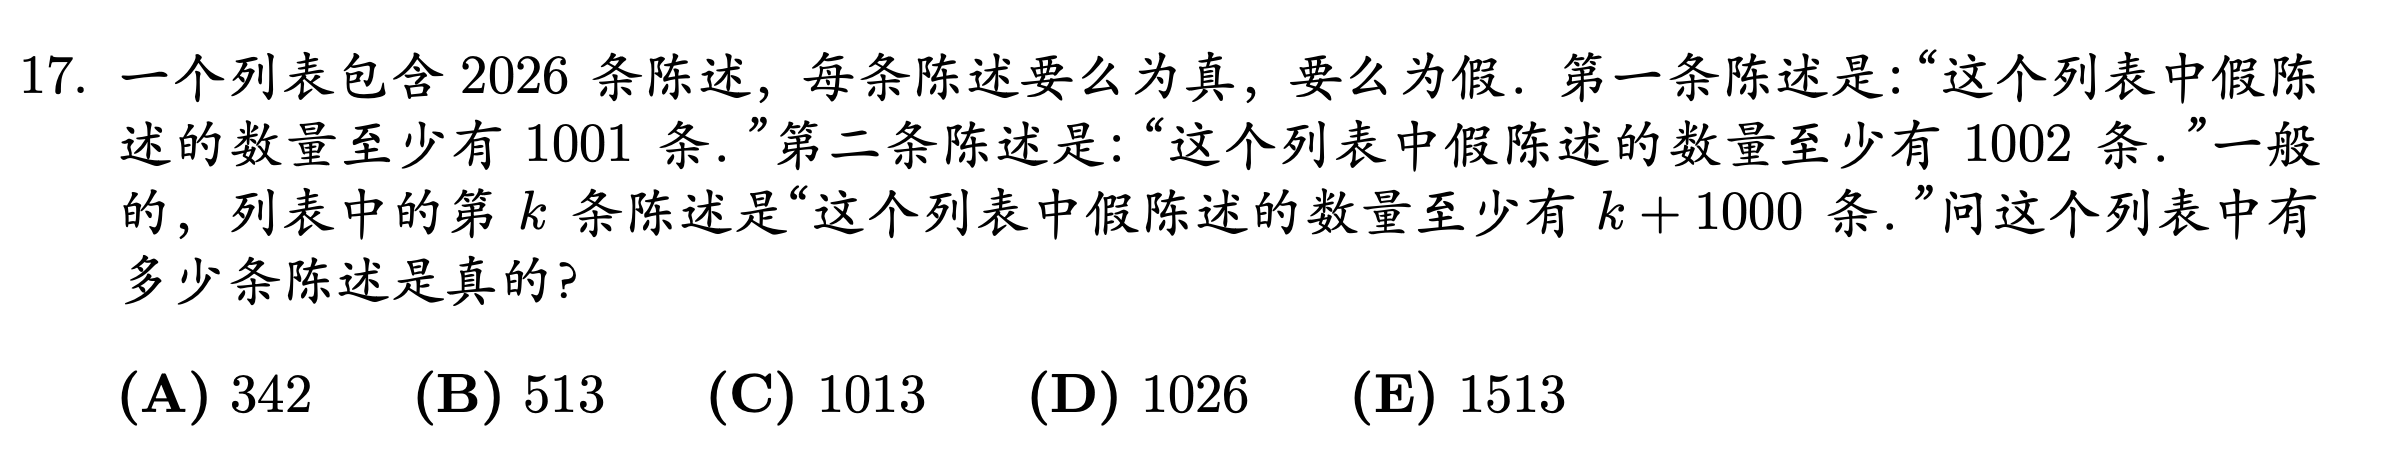 17. 一个列表包含 2026 条陈述，每条陈述要么为真，要么为假．第一条陈述是：“这个列表中假陈
述的数量至少有 1001 条．”第二条陈述是：“这个列表中假陈述的数量至少有 1002 条．”一般
的，列表中的第 k 条陈述是“这个列表中假陈述的数量至少有 k + 1000 条．”问这个列表中有
多少条陈述是真的?
(A) 342 (B) 513 (C) 1013 (D) 1026 (E) 1513